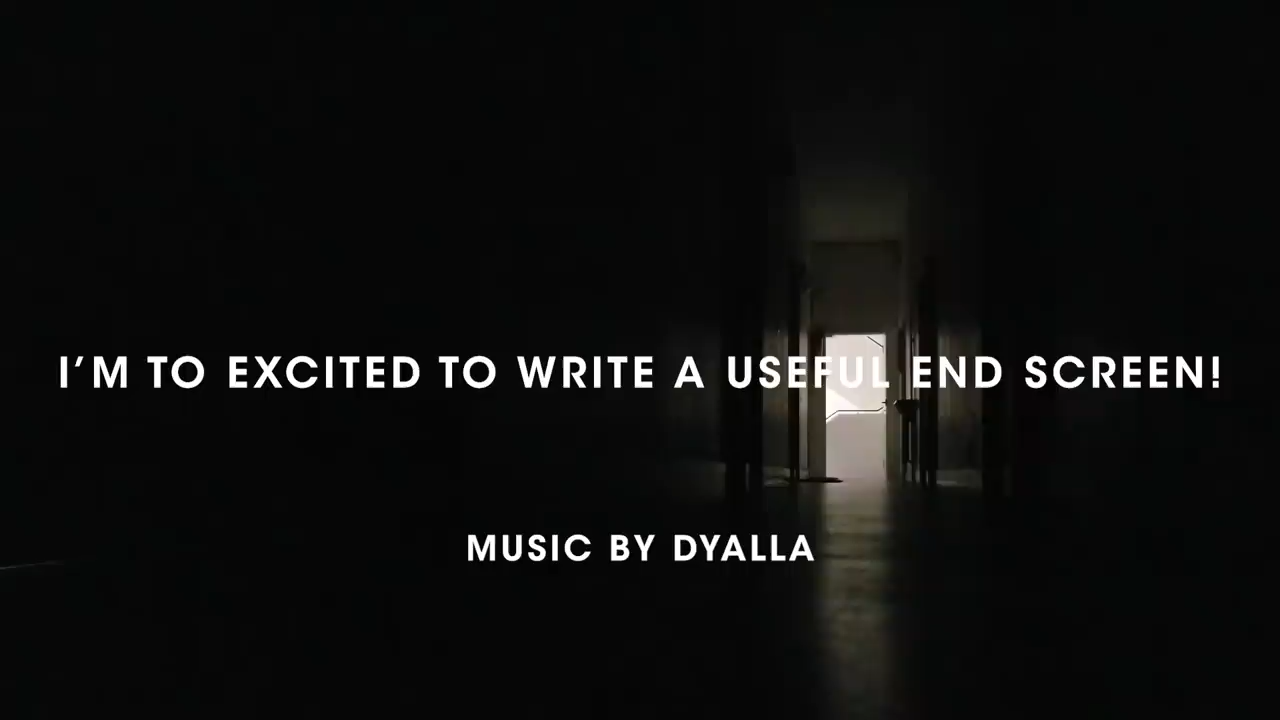 I’M TO EXCITED TO WRITE A USEFUL END SCREEN!
MUSIC BY DYALLA